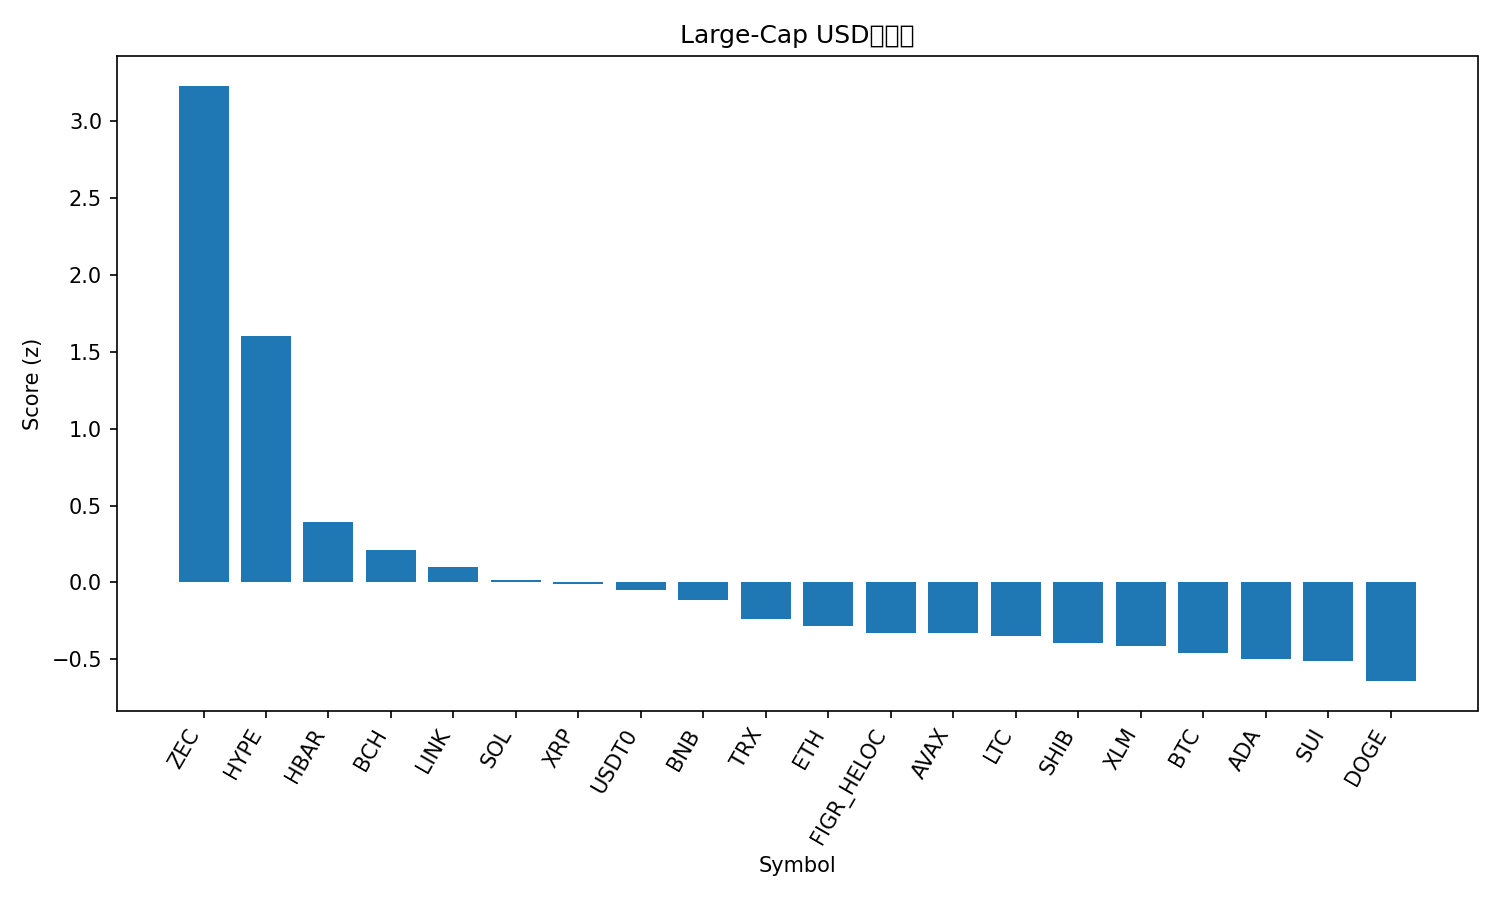 Large-Cap USD
Score (z)
3.0
2.5
2.0
1.5
1.0
0.5
0.0
−0.5
ZEC
HYPE
HBAR
BCH
LINK
SOL
XRP
USDT0
BNB
TRX
ETH
FIGR_HELOC
AVAX
LTC
SHIB
XLM
BTC
ADA
SUI
DOGE
Symbol